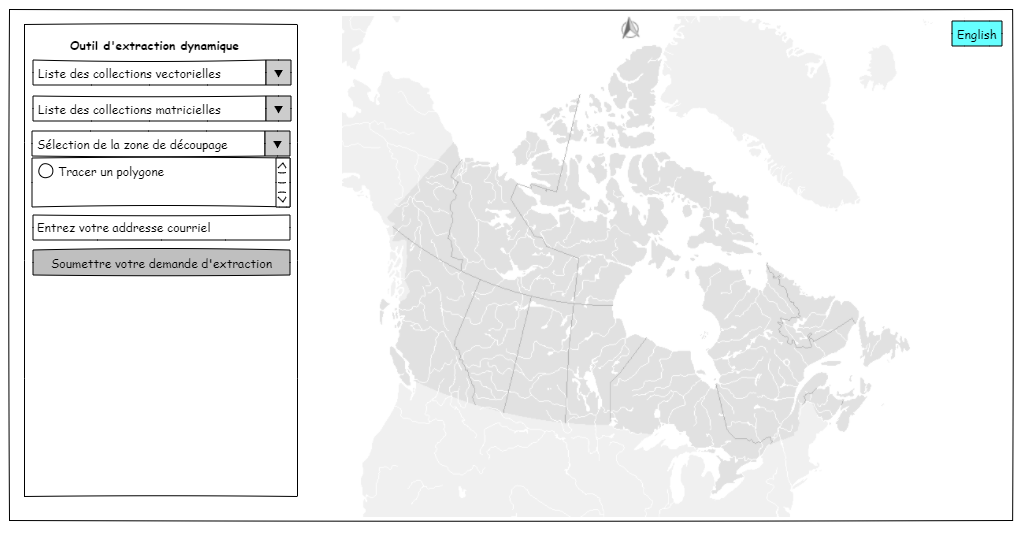 Outil d'extraction dynamique
English
Liste des collections vectorielles
Liste des collections matricielles
Sélection de la zone de découpage
Tracer un polygone
Entrez votre addresse courriel
Soumettre votre demande d'extraction